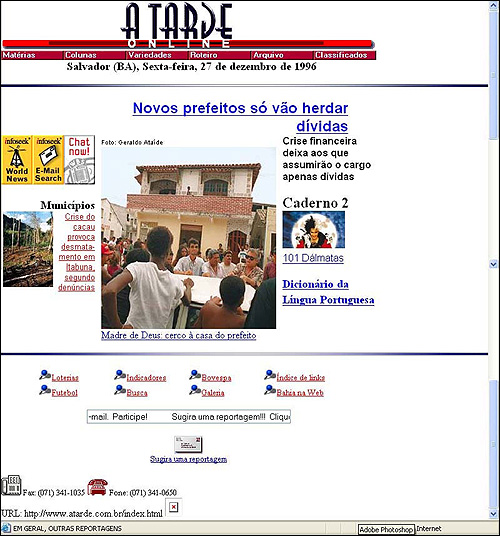 A TARDE
ONLINE
Matérias Colunas Variedades Roteiro Arquivo Classificados
Salvador (BA), Sexta-feira, 27 de dezembro de 1996
Novos prefeitos só vão herdar
dívidas
infoseek
World
News
infoseek
E-Mail
Search
Chat
now!
Foto: Geraldo Ataíde
Crise financeira
deixa aos que
assumirão o cargo
apenas dívidas
Municípios
Crise do
cacau
provoca
desmata-
mento em
Itabuna,
segundo
denúncias
Madre de Deus: cerco à casa do prefeito
Caderno 2
101 Dálmatas
Dicionário da
Língua Portuguesa
Loterias Indicadores Bovespa Índice de links
Futebol Busca Galeria Bahia na Web
-mail. Participe! Sugira uma reportagem!!! Clique
Sugira uma reportagem
Fax: (071) 341-1035 Fone: (071) 341-0650
URL: http://www.atarde.com.br/index.html
EM GERAL, OUTRAS REPORTAGENS Adobe Photoshop Internet